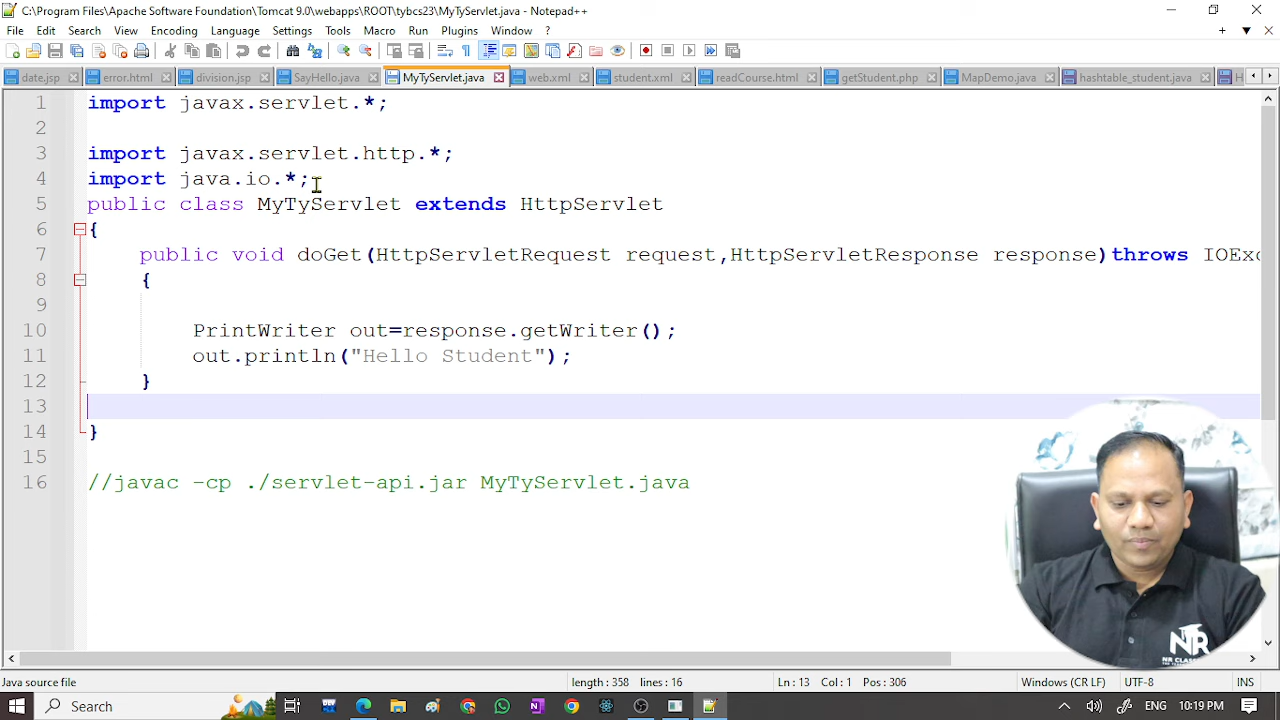 C:\Program Files\Apache Software Foundation\Tomcat 9.0\webapps\ROOT\tybcs23\MyTyServlet.java - Notepad++
File Edit Search View Encoding Language Settings Tools Macro Run Plugins Window ?
date.jsp error.html division.jsp SayHello.java MyTyServlet.java web.xml student.xml readCourse.html getStudent.php MapDemo.java hashtable_student.java H
1 import javax.servlet.*;
2
3 import javax.servlet.http.*;
4 import java.io.*;
5 public class MyTyServlet extends HttpServlet
6 {
7 public void doGet(HttpServletRequest request,HttpServletResponse response)throws IOExc
8 {
9
10 PrintWriter out=response.getWriter();
11 out.println("Hello Student");
12 }
13
14 }
15
16 //javac -cp ./servlet-api.jar MyTyServlet.java
NR
Java source file length : 358 lines : 16 Ln : 13 Col : 1 Pos : 306 Windows (CR LF) UTF-8 INS
Search ENG 10:19 PM